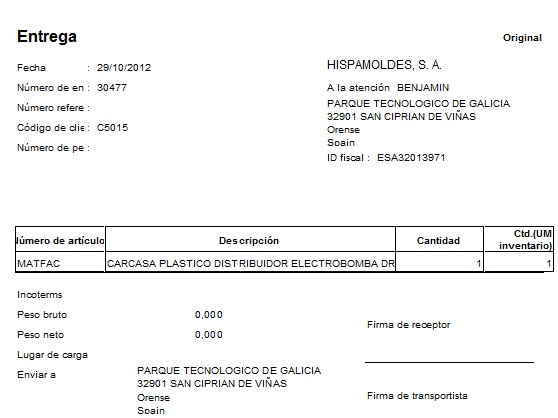 Entrega
Original
Fecha : 29/10/2012
Número de en : 30477
Número refere :
Código de clie : C5015
Número de pe :
HISPAMOLDES, S. A.
A la atención BENJAMIN
PARQUE TECNOLOGICO DE GALICIA
32901 SAN CIPRIAN DE VIÑAS
Orense
Spain
ID fiscal : ESA32013971
Número de artículo Descripción Cantidad Ctd.(UM
inventario)
MATFAC CARCASA PLASTICO DISTRIBUIDOR ELECTROBOMBA DR 1 1
Incoterms
Peso bruto 0,000
Peso neto 0,000
Lugar de carga
Enviar a PARQUE TECNOLOGICO DE GALICIA
32901 SAN CIPRIAN DE VIÑAS
Orense
Spain
Firma de receptor
Firma de transportista